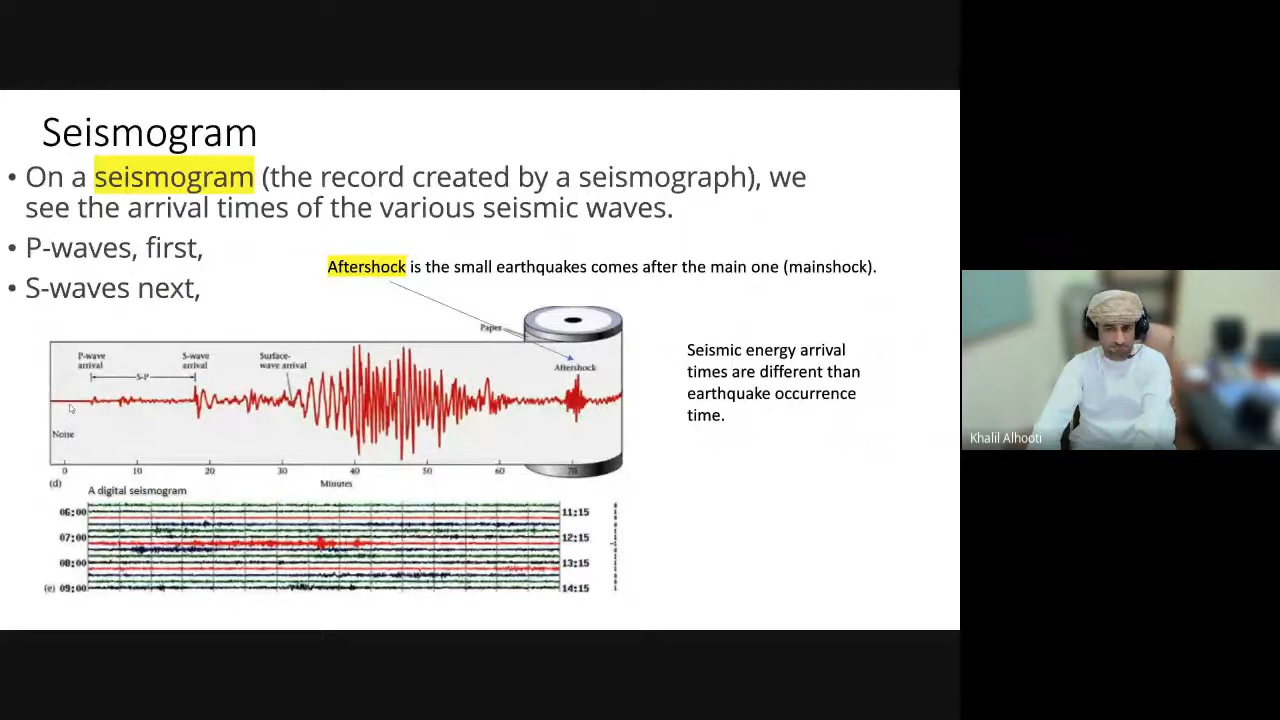 Seismogram
• On a seismogram (the record created by a seismograph), we
see the arrival times of the various seismic waves.
• P-waves, first,
Aftershock is the small earthquakes comes after the main one (mainshock).
• S-waves next,
Paper
P-wave
arrival
S-P
S-wave
arrival
Surface-
wave arrival
Aftershock
Noise
0 10 20 30 40 50 60 70
(d)
Minutes
Seismic energy arrival
times are different than
earthquake occurrence
time.
A digital seismogram
06:00 11:15
07:00 12:15
08:00 13:15
(e) 09:00 14:15
Khalil Alhooti